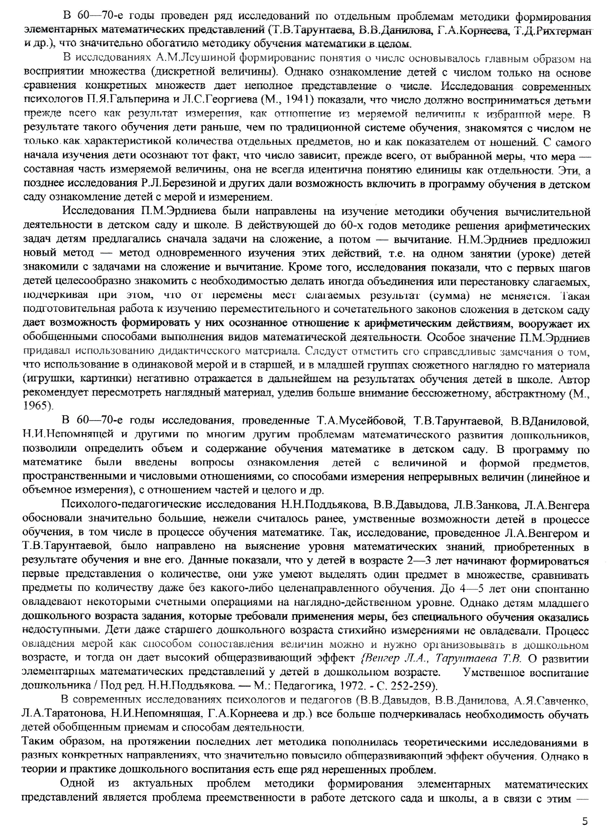 В 60—70-е годы проведен ряд исследований по отдельным проблемам методики формирования
элементарных математических представлений (Т.В.Тарунтаева, В.В.Данилова, Г.А.Корнеева, Т.Д.Рихтерман
и др.), что значительно обогатило методику обучения математики в целом.
В исследованиях А.М.Леушиной формирование понятия о числе основывалось главным образом на
восприятии множества (дискретной величины). Однако ознакомление детей с числом только на основе
сравнения конкретных множеств дает неполное представление о числе. Исследования современных
психологов П.Я.Гальперина и Л.С.Георгиева (М., 1941) показали, что число должно восприниматься детьми
прежде всего как результат измерения, как отношение из меряемой величины к избранной мере. В
результате такого обучения дети раньше, чем по традиционной системе обучения, знакомятся с числом не
только как характеристикой количества отдельных предметов, но и как показателем от ношений. С самого
начала изучения дети осознают тот факт, что число зависит, прежде всего, от выбранной меры, что мера —
составная часть измеряемой величины, она не всегда идентична понятию единицы как отдельности. Эти, а
позднее исследования Р.Л.Березиной и других дали возможность включить в программу обучения в детском
саду ознакомление детей с мерой и измерением.
Исследования П.М.Эрдниева были направлены на изучение методики обучения вычислительной
деятельности в детском саду и школе. В действующей до 60-х годов методике решения арифметических
задач детям предлагались сначала задачи на сложение, а потом — вычитание. Н.М.Эрдниев предложил
новый метод — метод одновременного изучения этих действий, т.е. на одном занятии (уроке) детей
знакомили с задачами на сложение и вычитание. Кроме того, исследования показали, что с первых шагов
детей целесообразно знакомить с необходимостью делать иногда объединения или перестановку слагаемых,
подчеркивая при этом, что от перемены мест слагаемых результат (сумма) не меняется. Такая
подготовительная работа к изучению переместительного и сочетательного законов сложения в детском саду
дает возможность формировать у них осознанное отношение к арифметическим действиям, вооружает их
обобщенными способами выполнения видов математической деятельности. Особое значение П.М.Эрдниев
придавал использованию дидактического материала. Следует отметить его справедливые замечания о том,
что использование в одинаковой мерой и в старшей, и в младшей группах сюжетного наглядно го материала
(игрушки, картинки) негативно отражается в дальнейшем на результатах обучения детей в школе. Автор
рекомендует пересмотреть наглядный материал, уделив больше внимание бессюжетному, абстрактному (М.,
1965).
В 60—70-е годы исследования, проведенные Т.А.Мусейбовой, Т.В.Тарунтаевой, В.ВДаниловой,
Н.И.Непомнящей и другими по многим другим проблемам математического развития дошкольников,
позволили определить объем и содержание обучения математике в детском саду. В программу по
математике были введены вопросы ознакомления детей с величиной и формой предметов,
пространственными и числовыми отношениями, со способами измерения непрерывных величин (линейное и
объемное измерения), с отношением частей и целого и др.
Психолого-педагогические исследования Н.Н.Поддьякова, В.В.Давыдова, Л.В.Занкова, Л.А.Венгера
обосновали значительно большие, нежели считалось ранее, умственные возможности детей в процессе
обучения, в том числе в процессе обучения математике. Так, исследование, проведенное Л.А.Венгером и
Т.В.Тарунтаевой, было направлено на выяснение уровня математических знаний, приобретенных в
результате обучения и вне его. Данные показали, что у детей в возрасте 2—3 лет начинают формироваться
первые представления о количестве, они уже умеют выделять один предмет в множестве, сравнивать
предметы по количеству даже без какого-либо целенаправленного обучения. До 4—5 лет они спонтанно
овладевают некоторыми счетными операциями на наглядно-действенном уровне. Однако детям младшего
дошкольного возраста задания, которые требовали применения меры, без специального обучения оказались
недоступными. Дети даже старшего дошкольного возраста стихийно измерениями не овладевали. Процесс
овладения мерой как способом сопоставления величин можно и нужно организовывать в дошкольном
возрасте, и тогда он дает высокий общеразвивающий эффект {Венгер Л.А., Тарунтаева Т.В. О развитии
элементарных математических представлений у детей в дошкольном возрасте. Умственное воспитание
дошкольника / Под ред. Н.Н.Поддьякова. — М.: Педагогика, 1972. - С. 252-259).
В современных исследованиях психологов и педагогов (В.В.Давыдов, В.В.Данилова, А.Я.Савченко,
Л.А.Таратонова, Н.И.Непомнящая, Г.А.Корнеева и др.) все больше подчеркивалась необходимость обучать
детей обобщенным приемам и способам деятельности.
Таким образом, на протяжении последних лет методика пополнилась теоретическими исследованиями в
разных конкретных направлениях, что значительно повысило общеразвивающий эффект обучения. Однако в
теории и практике дошкольного воспитания есть еще ряд нерешенных проблем.
Одной из актуальных проблем методики формирования элементарных математических
представлений является проблема преемственности в работе детского сада и школы, а в связи с этим —
5